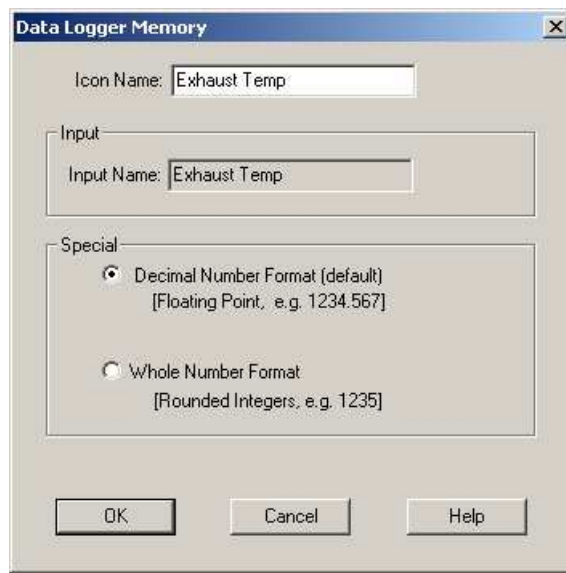 Data Logger Memory
Icon Name: Exhaust Temp
Input
Input Name: Exhaust Temp
Special
Decimal Number Format (default)
[Floating Point, e.g. 1234.567]
Whole Number Format
[Rounded Integers, e.g. 1235]
OK Cancel Help